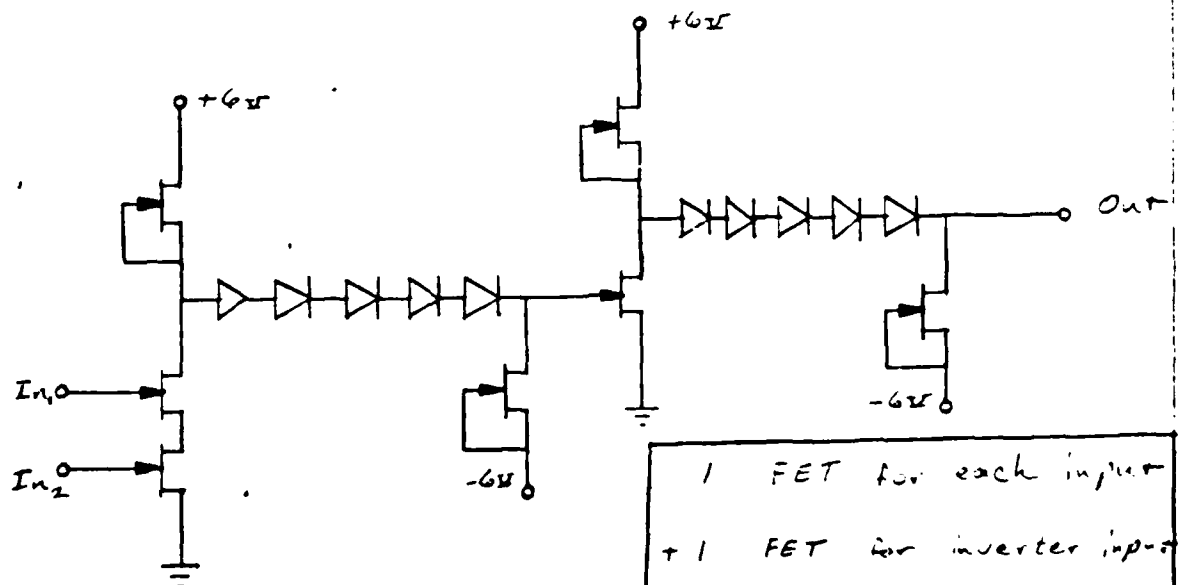 +6V
+6V
Out
In1
In2
-6V
-6V
1 FET for each input
+1 FET for inverter input